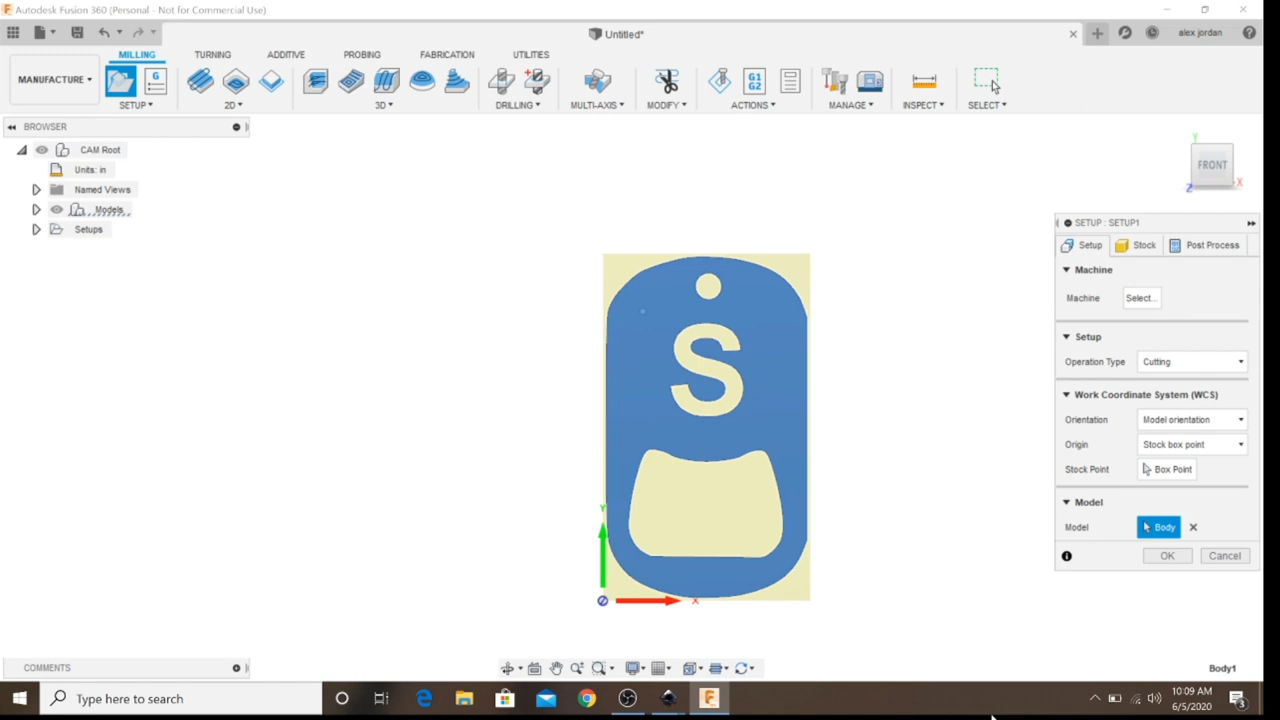 Autodesk Fusion 360 (Personal - Not for Commercial Use)
Untitled*
alex jordan
MANUFACTURE
MILLING TURNING ADDITIVE PROBING FABRICATION UTILITIES
G
G1
G2
SETUP 2D 3D DRILLING MULTI-AXIS MODIFY ACTIONS MANAGE INSPECT SELECT
BROWSER
CAM Root
Units: in
Named Views
Models
Setups
Y
FRONT
Z X
S
Y
X
SETUP : SETUP1
Setup Stock Post Process
Machine
Machine Select...
Setup
Operation Type Cutting
Work Coordinate System (WCS)
Orientation Model orientation
Origin Stock box point
Stock Point Box Point
Model
Model Body
OK Cancel
COMMENTS
Body1
Type here to search
10:09 AM
6/5/2020
3